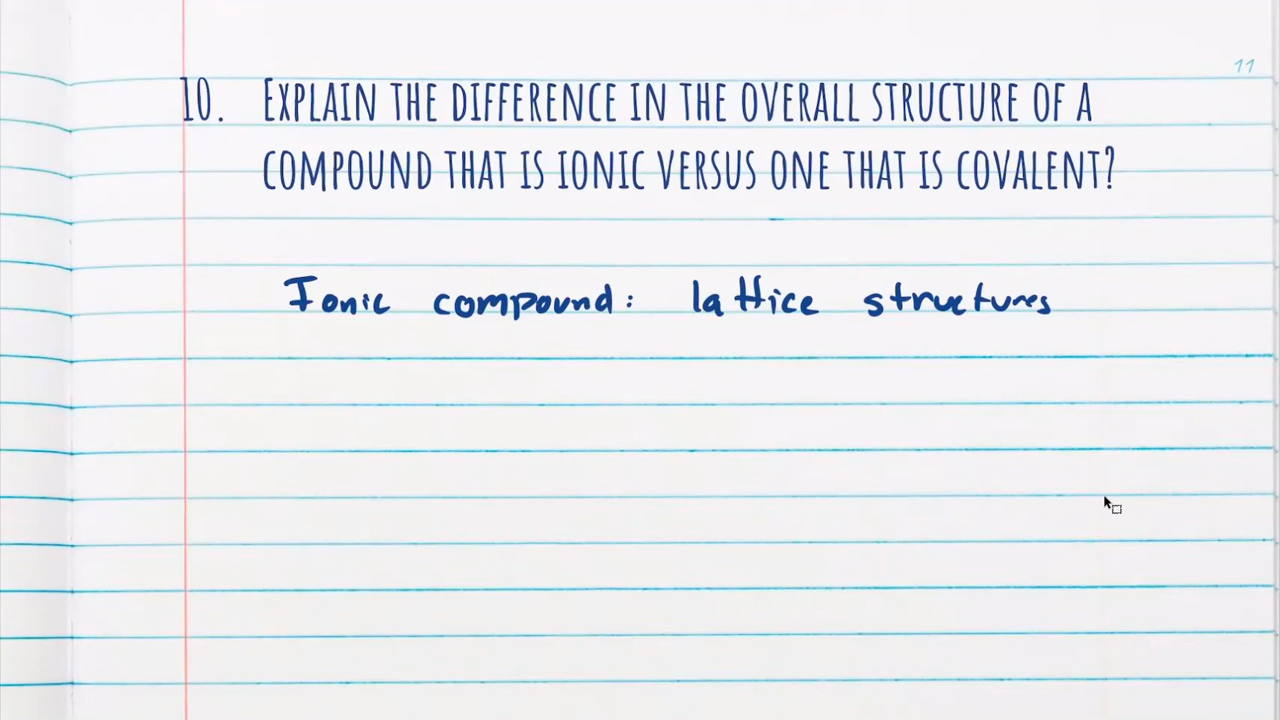 11
10. EXPLAIN THE DIFFERENCE IN THE OVERALL STRUCTURE OF A
COMPOUND THAT IS IONIC VERSUS ONE THAT IS COVALENT?
Ionic compound: lattice structures